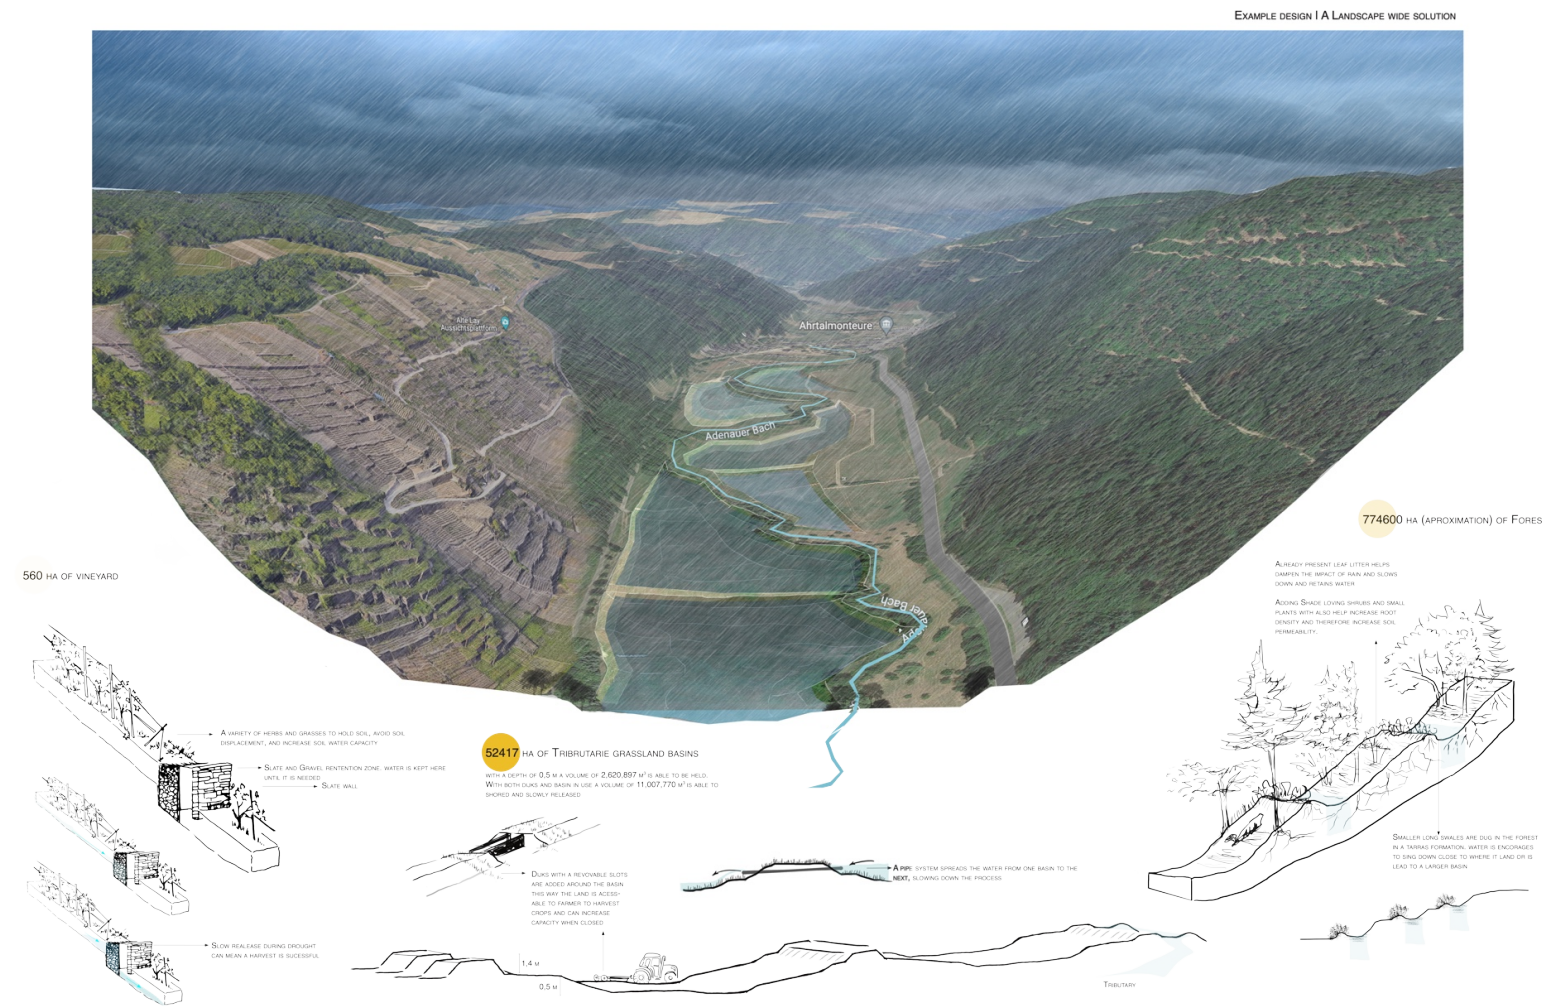 Example design | A Landscape wide solution
Alte Lay
Aussichtsplattform
Ahrtalmonteure
Adenauer Bach
auer Bach
774600 ha (aproximation) of Fores
560 ha of vineyard
Already present leaf litter helps
dampen the impact of rain and slows
down and retains water
Adding Shade loving shrubs and small
plants with also help increase root
density and therefore increase soil
permeability.
A variety of herbs and grasses to hold soil, avoid soil
displacement, and increase soil water capacity
Slate and Gravel rentention zone. water is kept here
until it is needed
Slate wall
52417 ha of Tribrutarie grassland basins
with a depth of 0.5 m a volume of 2,620,897 m³ is able to be held.
With both duks and basin in use a volume of 11,007,770 m³ is able to
shored and slowly released
Duks with a revovable slots
are added around the basin
this way the land is acess-
able to farmer to harvest
crops and can increase
capacity when closed
A pipe system spreads the water from one basin to the
next, slowing down the process
Smaller long swales are dug in the forest
in a tarras formation. water is encorages
to sing down close to where it land or is
lead to a larger basin
Slow realease during drought
can mean a harvest is sucessful
1,4 m
0,5 m
Tributary